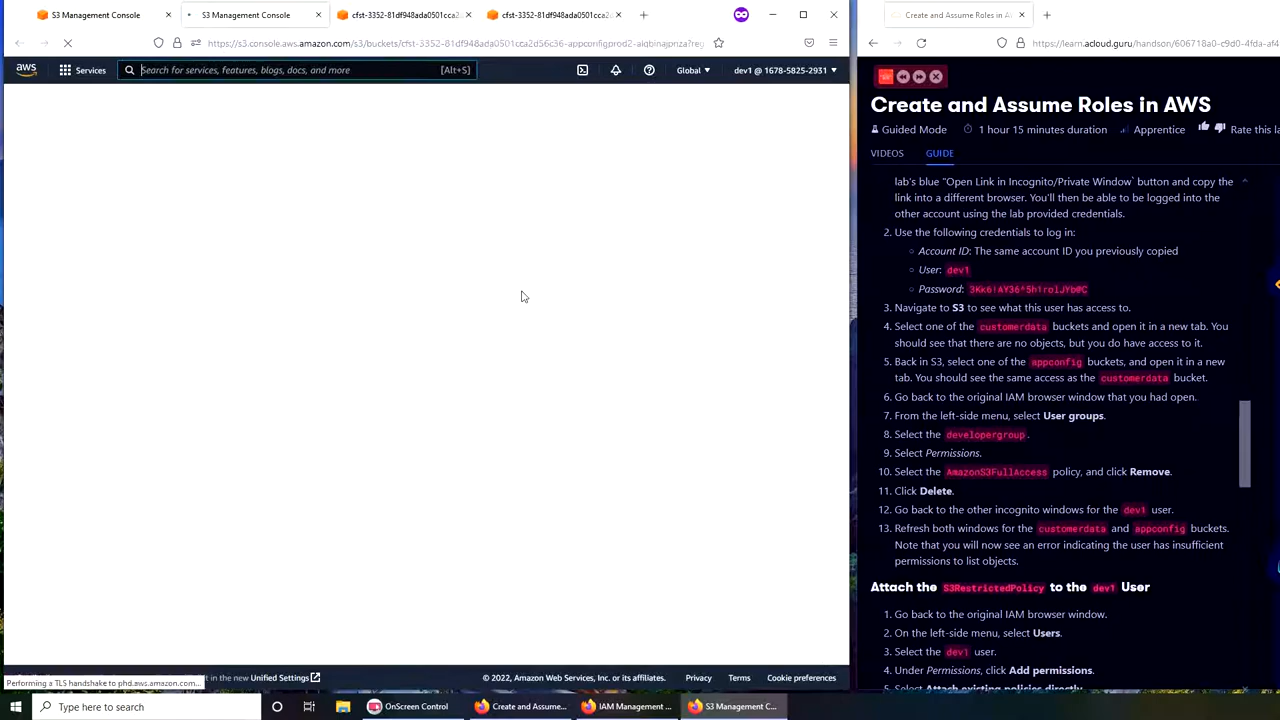 S3 Management Console
S3 Management Console
cfst-3352-81df948ada0501cca2
cfst-3352-81df948ada0501cca2
Create and Assume Roles in A
https://s3.console.aws.amazon.com/s3/buckets/cfst-3352-81df948ada0501cca2d56c36-appconfigprod2-
https://learn.acloud.guru/handson/606718a0-c9d0-4fda-af4
aws
Services
Search for services, features, blogs, docs, and more
[Alt+S]
Global
dev1 @ 1678-5825-2931
Create and Assume Roles in AWS
Guided Mode
1 hour 15 minutes duration
Apprentice
Rate this la
VIDEOS
GUIDE
lab's blue "Open Link in Incognito/Private Window` button and copy the
link into a different browser. You'll then be able to be logged into the
other account using the lab provided credentials.
2. Use the following credentials to log in:
Account ID: The same account ID you previously copied
User: dev1
Password:
3. Navigate to S3 to see what this user has access to.
4. Select one of the customerdata buckets and open it in a new tab. You
should see that there are no objects, but you do have access to it.
5. Back in S3, select one of the appconfig buckets, and open it in a new
tab. You should see the same access as the customerdata bucket.
6. Go back to the original IAM browser window that you had open.
7. From the left-side menu, select User groups.
8. Select the developergroup.
9. Select Permissions.
10. Select the AmazonS3FullAccess policy, and click Remove.
11. Click Delete.
12. Go back to the other incognito windows for the dev1 user.
13. Refresh both windows for the customerdata and appconfig buckets.
Note that you will now see an error indicating the user has insufficient
permissions to list objects.
Attach the S3RestrictedPolicy to the dev1 User
1. Go back to the original IAM browser window.
2. On the left-side menu, select Users.
3. Select the dev1 user.
4. Under Permissions, click Add permissions.
5. Select Attach existing policies directly.
Performing a TLS handshake to phd.aws.amazon.com...
t in the new Unified Settings
© 2022, Amazon Web Services, Inc. or its affiliates.
Privacy
Terms
Cookie preferences
Type here to search
OnScreen Control
Create and Assume...
IAM Management ...
S3 Management C...